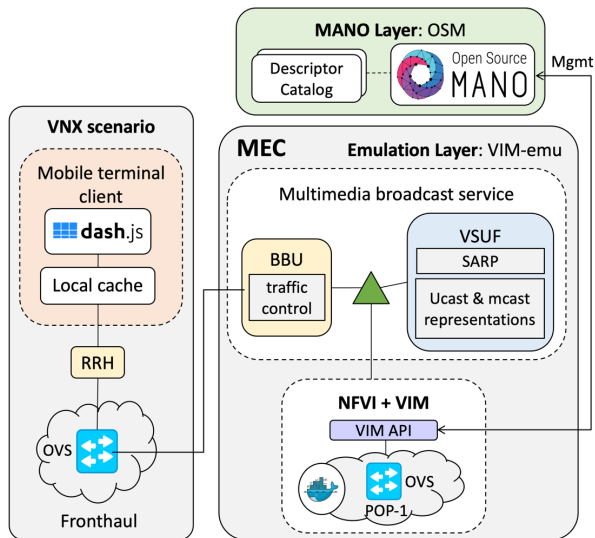 MANO Layer: OSM
Descriptor
Catalog
Open Source
MANO
Mgmt
VNX scenario
Mobile terminal
client
dash.js
Local cache
RRH
OVS
Fronthaul
MEC
Emulation Layer: VIM-emu
Multimedia broadcast service
BBU
traffic
control
VSUF
SARP
Ucast & mcast
representations
NFVI + VIM
VIM API
OVS
POP-1